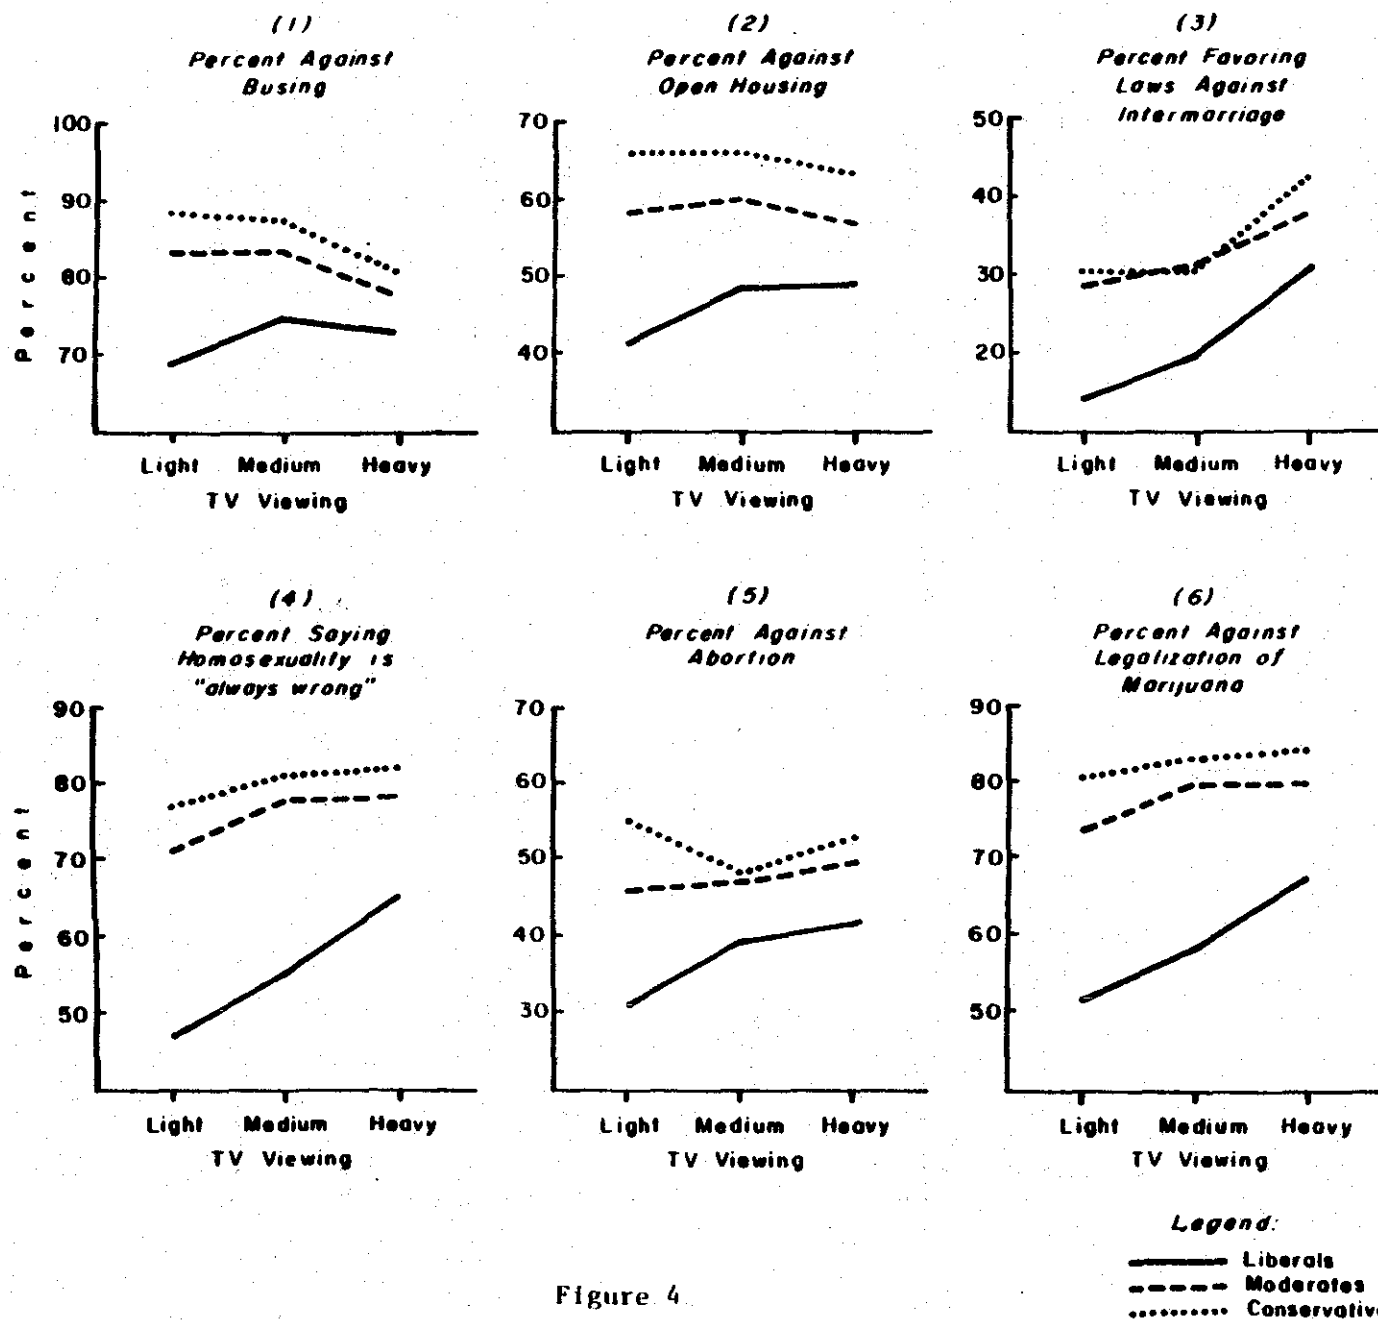 (1)
Percent Against
Busing
100
90
80
70
Percent
Light Medium Heavy
TV Viewing
(2)
Percent Against
Open Housing
70
60
50
40
Light Medium Heavy
TV Viewing
(3)
Percent Favoring
Laws Against
Intermarriage
50
40
30
20
Light Medium Heavy
TV Viewing
(4)
Percent Saying
Homosexuality is
"always wrong"
90
80
70
60
50
Percent
Light Medium Heavy
TV Viewing
(5)
Percent Against
Abortion
70
60
50
40
30
Light Medium Heavy
TV Viewing
(6)
Percent Against
Legalization of
Marijuana
90
80
70
60
50
Light Medium Heavy
TV Viewing
Legend:
Liberals
Moderates
Conservative
Figure 4